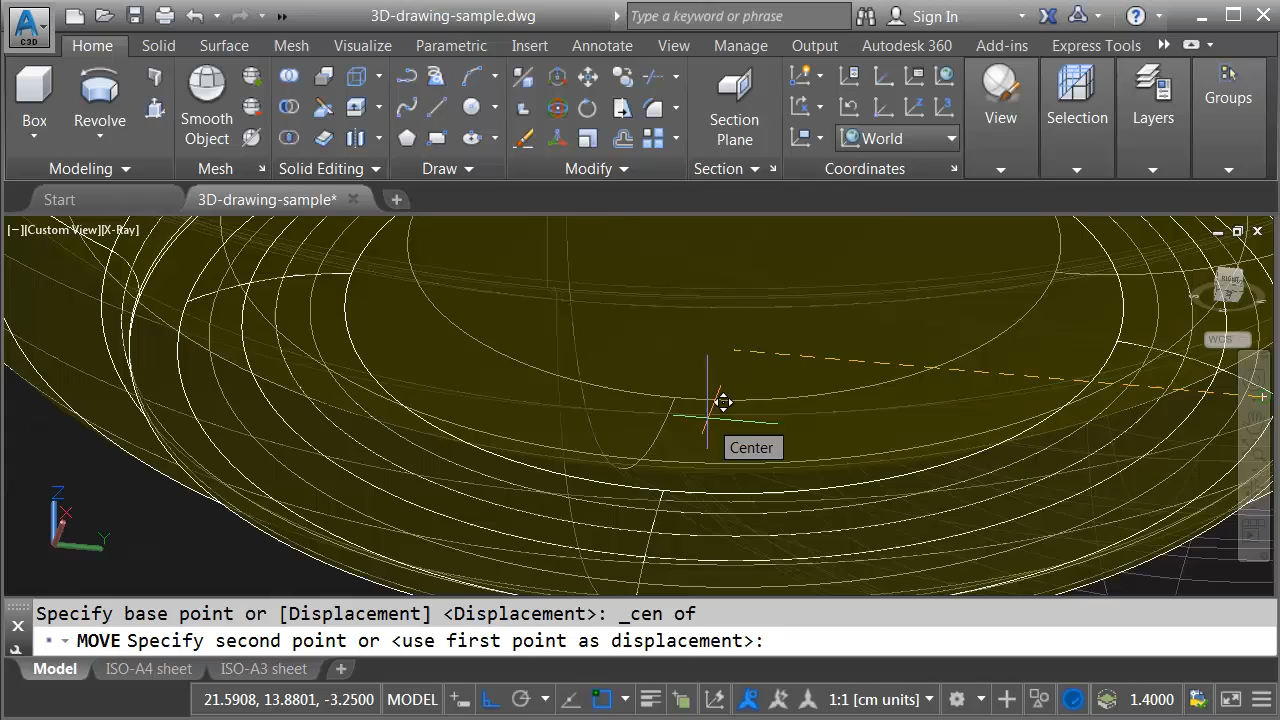 3D-drawing-sample.dwg
Type a keyword or phrase
Sign In
C3D
Home
Solid
Surface
Mesh
Visualize
Parametric
Insert
Annotate
View
Manage
Output
Autodesk 360
Add-ins
Express Tools
Box
Revolve
Smooth
Object
Section
Plane
World
View
Selection
Layers
Groups
Modeling
Mesh
Solid Editing
Draw
Modify
Section
Coordinates
Start
3D-drawing-sample*
[−][Custom View][X-Ray]
RIGHT
WCS
Center
Z
X
Y
Specify base point or [Displacement] <Displacement>: _cen of
MOVE Specify second point or <use first point as displacement>:
Model
ISO-A4 sheet
ISO-A3 sheet
21.5908, 13.8801, -3.2500
MODEL
1:1 [cm units]
1.4000